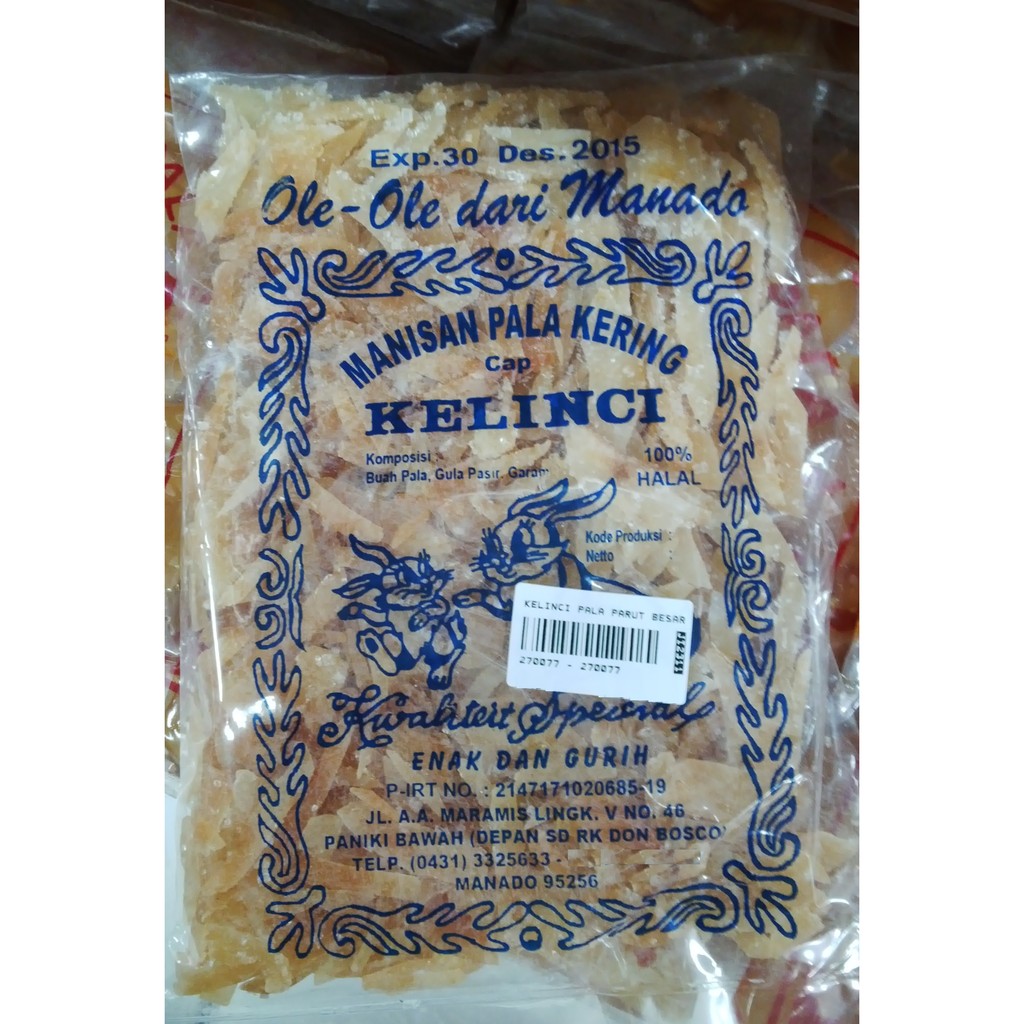 Exp.30 Des.2015
Ole-Ole dari Manado
MANISAN PALA KERING
Cap
KELINCI
Komposisi :
Buah Pala, Gula Pasir, Garam
100%
HALAL
Kode Produksi :
Netto :
KELINCI PALA PARUT BESAR
270077 - 270077
Kwalitert Special
ENAK DAN GURIH
P-IRT NO. : 2147171020685-19
JL. A.A. MARAMIS LINGK. V NO. 46
PANIKI BAWAH (DEPAN SD RK DON BOSCO)
TELP. (0431) 3325633 -
MANADO 95256